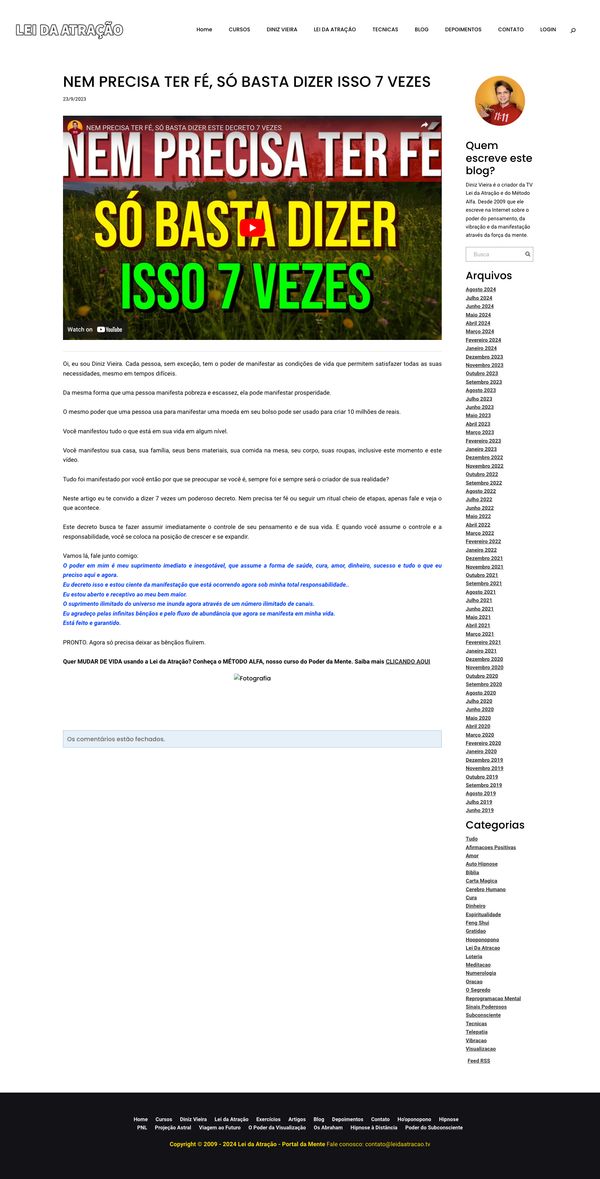 LEI DA ATRAÇÃO
Home CURSOS DINIZ VIEIRA LEI DA ATRAÇÃO TECNICAS BLOG DEPOIMENTOS CONTATO LOGIN
NEM PRECISA TER FÉ, SÓ BASTA DIZER ISSO 7 VEZES
23/9/2023
NEM PRECISA TER FÉ, SÓ BASTA DIZER ESTE DECRETO 7 VEZES
NEM PRECISA TER FÉ
SÓ BASTA DIZER
ISSO 7 VEZES
Watch on YouTube
Oi, eu sou Diniz Vieira. Cada pessoa, sem exceção, tem o poder de manifestar as condições de vida que permitem satisfazer todas as suas
necessidades, mesmo em tempos difíceis.
Da mesma forma que uma pessoa manifesta pobreza e escassez, ela pode manifestar prosperidade.
O mesmo poder que uma pessoa usa para manifestar uma moeda em seu bolso pode ser usado para criar 10 milhões de reais.
Você manifestou tudo o que está em sua vida em algum nível.
Você manifestou sua casa, sua família, seus bens materiais, sua comida na mesa, seu corpo, suas roupas, inclusive este momento e este
vídeo.
Tudo foi manifestado por você então por que se preocupar se você é, sempre foi e sempre será o criador de sua realidade?
Neste artigo eu te convido a dizer 7 vezes um poderoso decreto. Nem precisa ter fé ou seguir um ritual cheio de etapas, apenas fale e veja o
que acontece.
Este decreto busca te fazer assumir imediatamente o controle de seu pensamento e de sua vida. E quando você assume o controle e a
responsabilidade, você se coloca na posição de crescer e se expandir.
Vamos lá, fale junto comigo:
O poder em mim é meu suprimento imediato e inesgotável, que assume a forma de saúde, cura, amor, dinheiro, sucesso e tudo o que eu
preciso aqui e agora.
Eu decreto isso e estou ciente da manifestação que está ocorrendo agora sob minha total responsabilidade..
Eu estou aberto e receptivo ao meu bem maior.
O suprimento ilimitado do universo me inunda agora através de um número ilimitado de canais.
Eu agradeço pelas infinitas bênçãos e pelo fluxo de abundância que agora se manifesta em minha vida.
Está feito e garantido.
PRONTO. Agora só precisa deixar as bênçãos fluírem.
Quer MUDAR DE VIDA usando a Lei da Atração? Conheça o MÉTODO ALFA, nosso curso do Poder da Mente. Saiba mais CLICANDO AQUI
Fotografia
Os comentários estão fechados.
11:11
Quem
escreve este
blog?
Diniz Vieira é o criador da TV
Lei da Atração e do Método
Alfa. Desde 2009 que ele
escreve na Internet sobre o
poder do pensamento, da
vibração e da manifestação
através da força da mente.
Busca
Arquivos
Agosto 2024
Julho 2024
Junho 2024
Maio 2024
Abril 2024
Março 2024
Fevereiro 2024
Janeiro 2024
Dezembro 2023
Novembro 2023
Outubro 2023
Setembro 2023
Agosto 2023
Julho 2023
Junho 2023
Maio 2023
Abril 2023
Março 2023
Fevereiro 2023
Janeiro 2023
Dezembro 2022
Novembro 2022
Outubro 2022
Setembro 2022
Agosto 2022
Julho 2022
Junho 2022
Maio 2022
Abril 2022
Março 2022
Fevereiro 2022
Janeiro 2022
Dezembro 2021
Novembro 2021
Outubro 2021
Setembro 2021
Agosto 2021
Julho 2021
Junho 2021
Maio 2021
Abril 2021
Março 2021
Fevereiro 2021
Janeiro 2021
Dezembro 2020
Novembro 2020
Outubro 2020
Setembro 2020
Agosto 2020
Julho 2020
Junho 2020
Maio 2020
Abril 2020
Março 2020
Fevereiro 2020
Janeiro 2020
Dezembro 2019
Novembro 2019
Outubro 2019
Setembro 2019
Agosto 2019
Julho 2019
Junho 2019
Categorias
Tudo
Afirmacoes Positivas
Amor
Auto Hipnose
Biblia
Carta Magica
Cerebro Humano
Cura
Dinheiro
Espiritualidade
Feng Shui
Gratidao
Hooponopono
Lei Da Atracao
Loteria
Meditacao
Numerologia
Oracao
O Segredo
Reprogramacao Mental
Sinais Poderosos
Subconsciente
Tecnicas
Telepatia
Vibracao
Visualizacao
Feed RSS
Home Cursos Diniz Vieira Lei da Atração Exercícios Artigos Blog Depoimentos Contato Ho'oponopono Hipnose
PNL Projeção Astral Viagem ao Futuro O Poder da Visualização Os Abraham Hipnose à Distância Poder do Subconsciente
Copyright © 2009 - 2024 Lei da Atração - Portal da Mente Fale conosco: contato@leidaatracao.tv